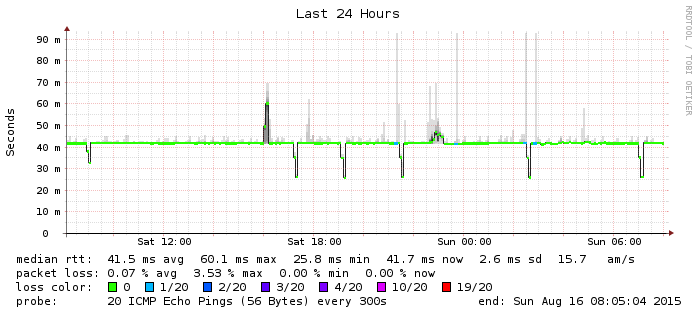 Last 24 Hours
RRDTOOL / TOBI OETIKER
Seconds
90 m
80 m
70 m
60 m
50 m
40 m
30 m
20 m
10 m
0
Sat 12:00 Sat 18:00 Sun 00:00 Sun 06:00
median rtt: 41.5 ms avg 60.1 ms max 25.8 ms min 41.7 ms now 2.6 ms sd 15.7 am/s
packet loss: 0.07 % avg 3.53 % max 0.00 % min 0.00 % now
loss color: 0 1/20 2/20 3/20 4/20 10/20 19/20
probe: 20 ICMP Echo Pings (56 Bytes) every 300s end: Sun Aug 16 08:05:04 2015